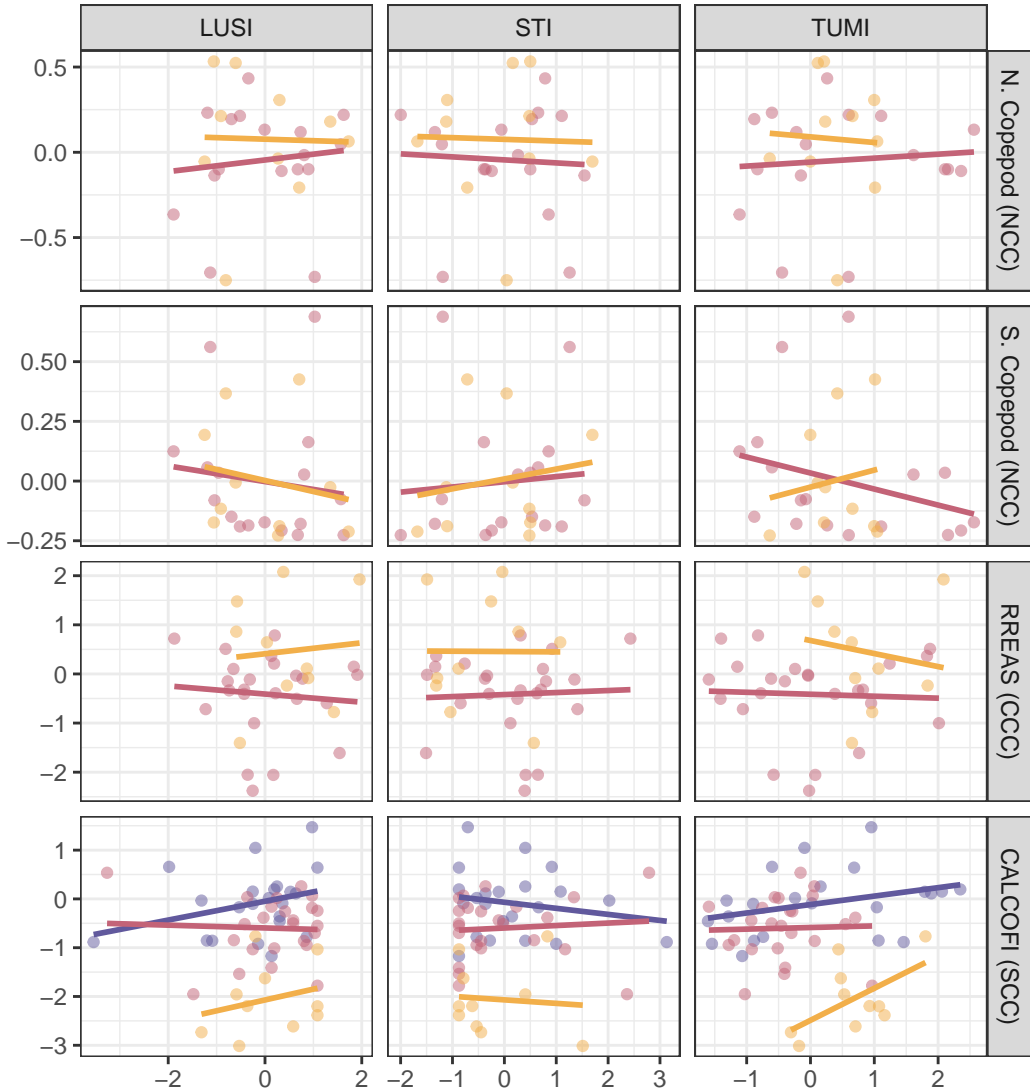 LUSI STI TUMI
0.5
0.0
−0.5
N. Copepod (NCC)
0.50
0.25
0.00
−0.25
S. Copepod (NCC)
2
1
0
−1
−2
RREAS (CCC)
1
0
−1
−2
−3
CALCOFI (SCC)
−2 0 2 −2 −1 0 1 2 3 −1 0 1 2